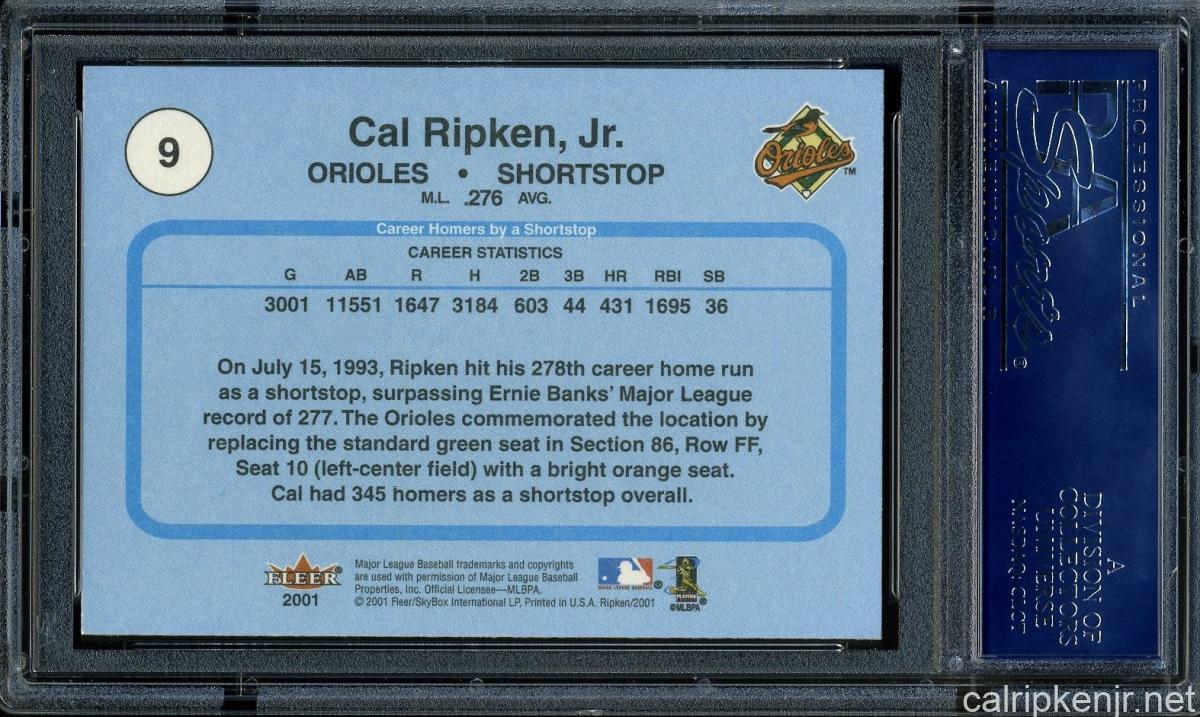 9
Cal Ripken, Jr.
ORIOLES • SHORTSTOP
M.L. .276 AVG.
Orioles TM
Career Homers by a Shortstop
CAREER STATISTICS
G AB R H 2B 3B HR RBI SB
3001 11551 1647 3184 603 44 431 1695 36
On July 15, 1993, Ripken hit his 278th career home run
as a shortstop, surpassing Ernie Banks' Major League
record of 277. The Orioles commemorated the location by
replacing the standard green seat in Section 86, Row FF,
Seat 10 (left-center field) with a bright orange seat.
Cal had 345 homers as a shortstop overall.
FLEER®
2001
Major League Baseball trademarks and copyrights
are used with permission of Major League Baseball
Properties, Inc. Official Licensee—MLBPA.
© 2001 Fleer/SkyBox International LP, Printed in U.S.A. Ripken/2001
©MLBPA
PROFESSIONAL
PSA
Sports
A
DIVISION OF
COLLECTORS
UNIVERSE
NASDAQ: CLCT
calripkenjr.net